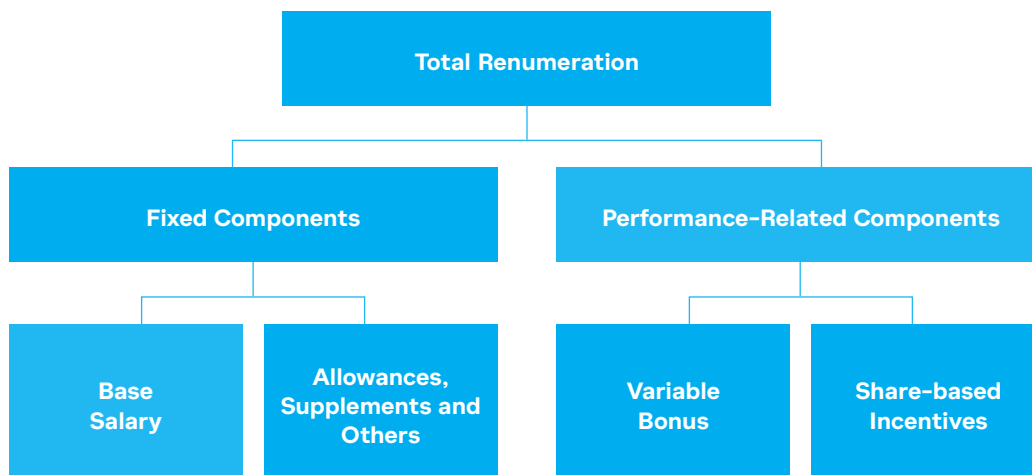 Total Renumeration
Fixed Components
Performance-Related Components
Base
Salary
Allowances,
Supplements and
Others
Variable
Bonus
Share-based
Incentives